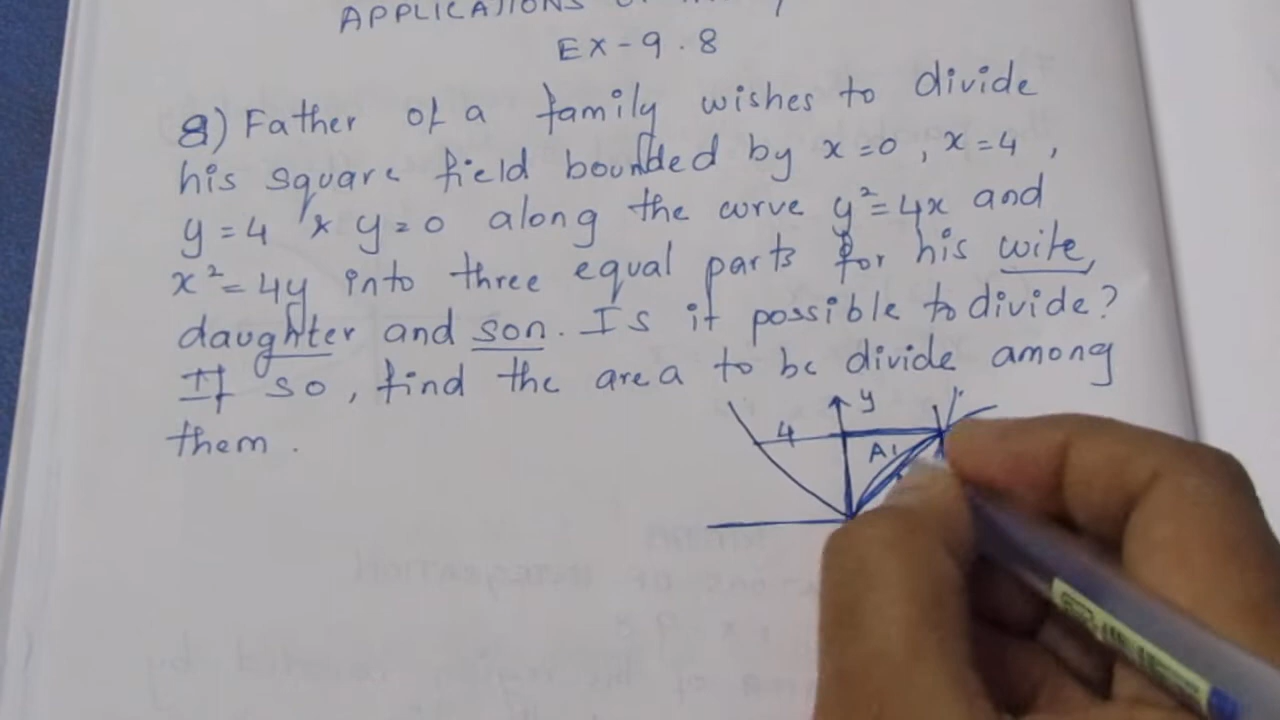 APPLICATIONS
EX-9.8
8) Father of a family wishes to divide
his square field bounded by x=0, x=4,
y=4 & y=0 along the curve y²=4x and
x²=4y into three equal parts for his wife,
daughter and son. Is it possible to divide?
If so, find the area to be divide among
them.
y
4
A1